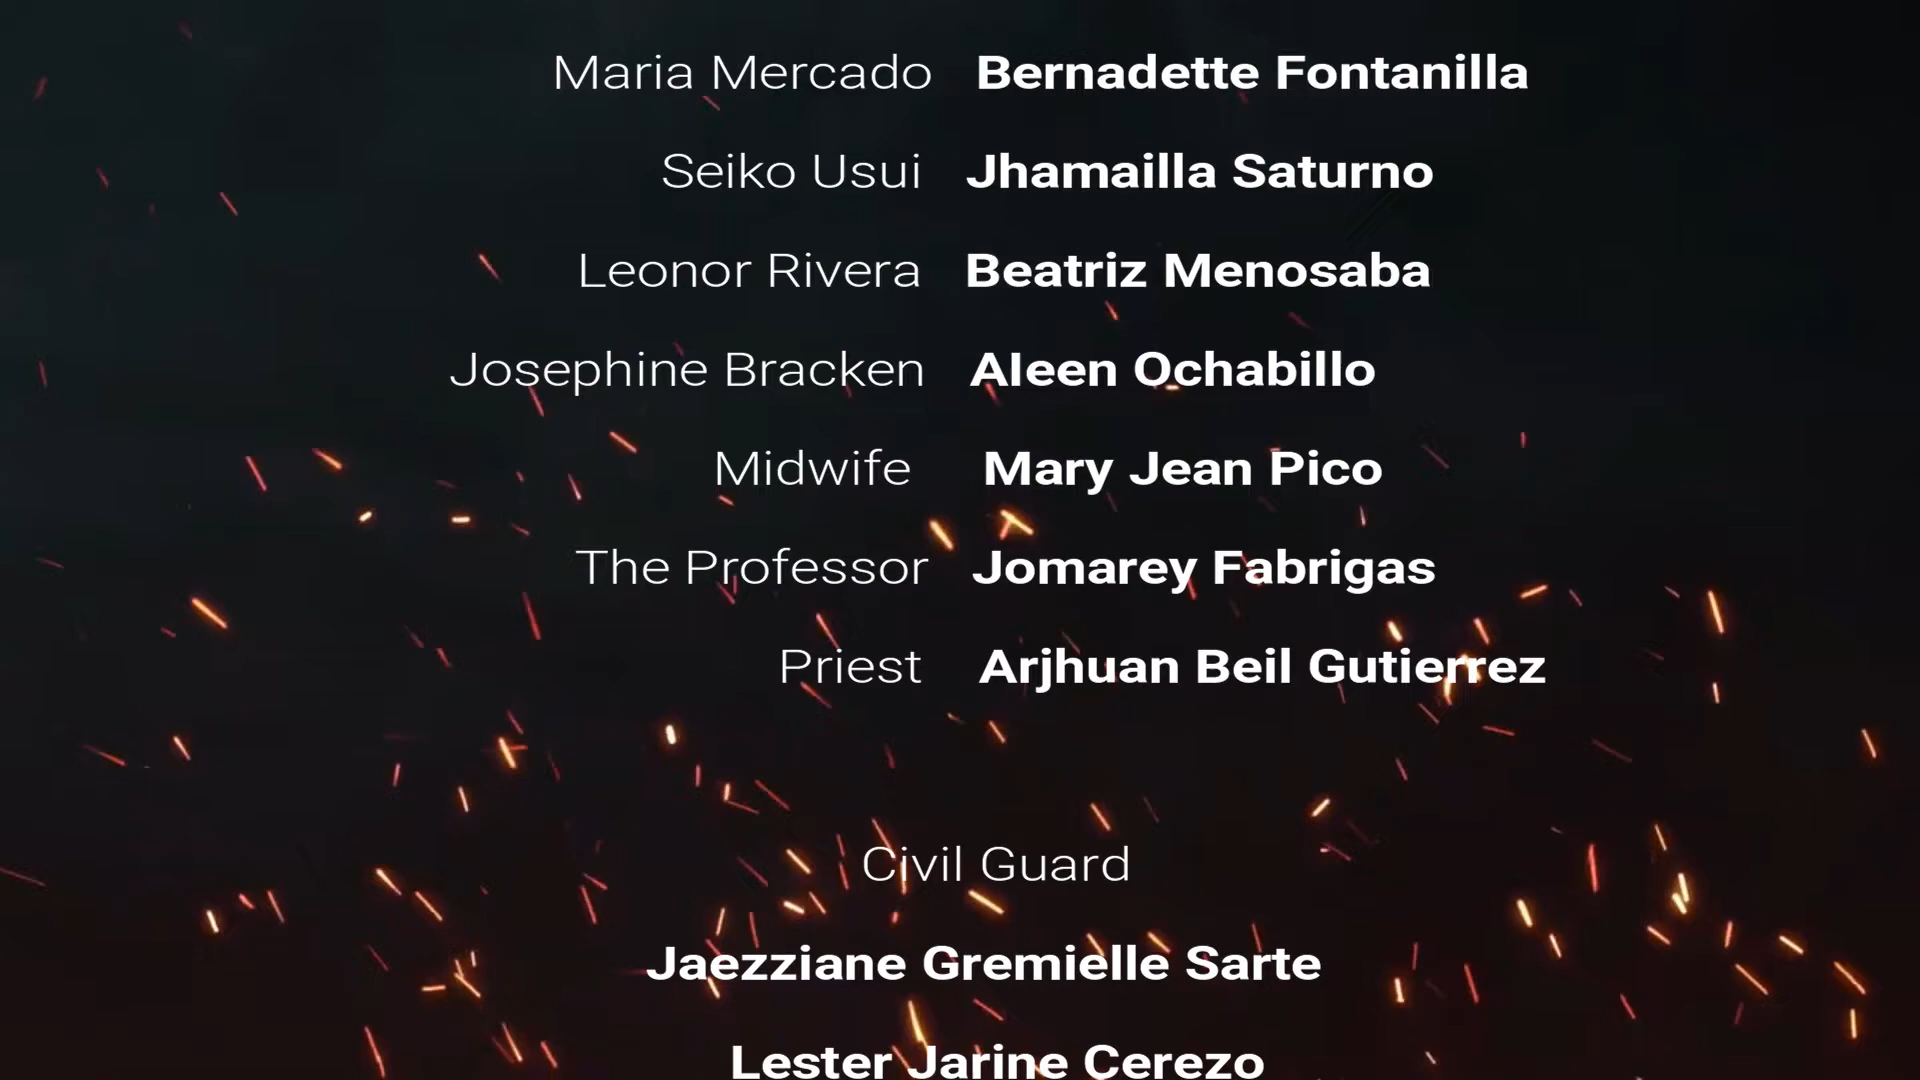 Maria Mercado Bernadette Fontanilla
Seiko Usui Jhamailla Saturno
Leonor Rivera Beatriz Menosaba
Josephine Bracken Aleen Ochabillo
Midwife Mary Jean Pico
The Professor Jomarey Fabrigas
Priest Arjhuan Beil Gutierrez
Civil Guard
Jaezziane Gremielle Sarte
Lester Jarine Cerezo